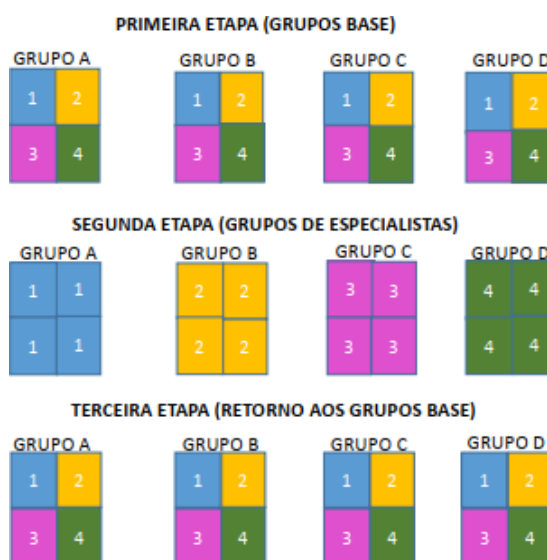 PRIMEIRA ETAPA (GRUPOS BASE)
GRUPO A GRUPO B GRUPO C GRUPO D
1 2 1 2 1 2 1 2
3 4 3 4 3 4 3 4
SEGUNDA ETAPA (GRUPOS DE ESPECIALISTAS)
GRUPO A GRUPO B GRUPO C GRUPO D
1 1 2 2 3 3 4 4
1 1 2 2 3 3 4 4
TERCEIRA ETAPA (RETORNO AOS GRUPOS BASE)
GRUPO A GRUPO B GRUPO C GRUPO D
1 2 1 2 1 2 1 2
3 4 3 4 3 4 3 4